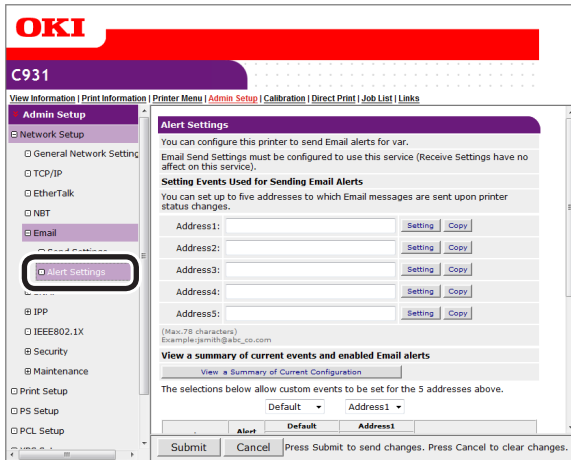 OKI
C931
View Information | Print Information | Printer Menu | Admin Setup | Calibration | Direct Print | Job List | Links
Admin Setup
Network Setup
General Network Setting
TCP/IP
EtherTalk
NBT
Email
Send Settings
Alert Settings
IPP
IEEE802.1X
Security
Maintenance
Print Setup
PS Setup
PCL Setup
Alert Settings
You can configure this printer to send Email alerts for var.
Email Send Settings must be configured to use this service (Receive Settings have no
affect on this service).
Setting Events Used for Sending Email Alerts
You can set up to five addresses to which Email messages are sent upon printer
status changes.
Address1: Setting Copy
Address2: Setting Copy
Address3: Setting Copy
Address4: Setting Copy
Address5: Setting Copy
(Max.78 characters)
Example:jsmith@abc_co.com
View a summary of current events and enabled Email alerts
View a Summary of Current Configuration
The selections below allow custom events to be set for the 5 addresses above.
Default Address1
Alert Default Address1
Submit Cancel Press Submit to send changes. Press Cancel to clear changes.